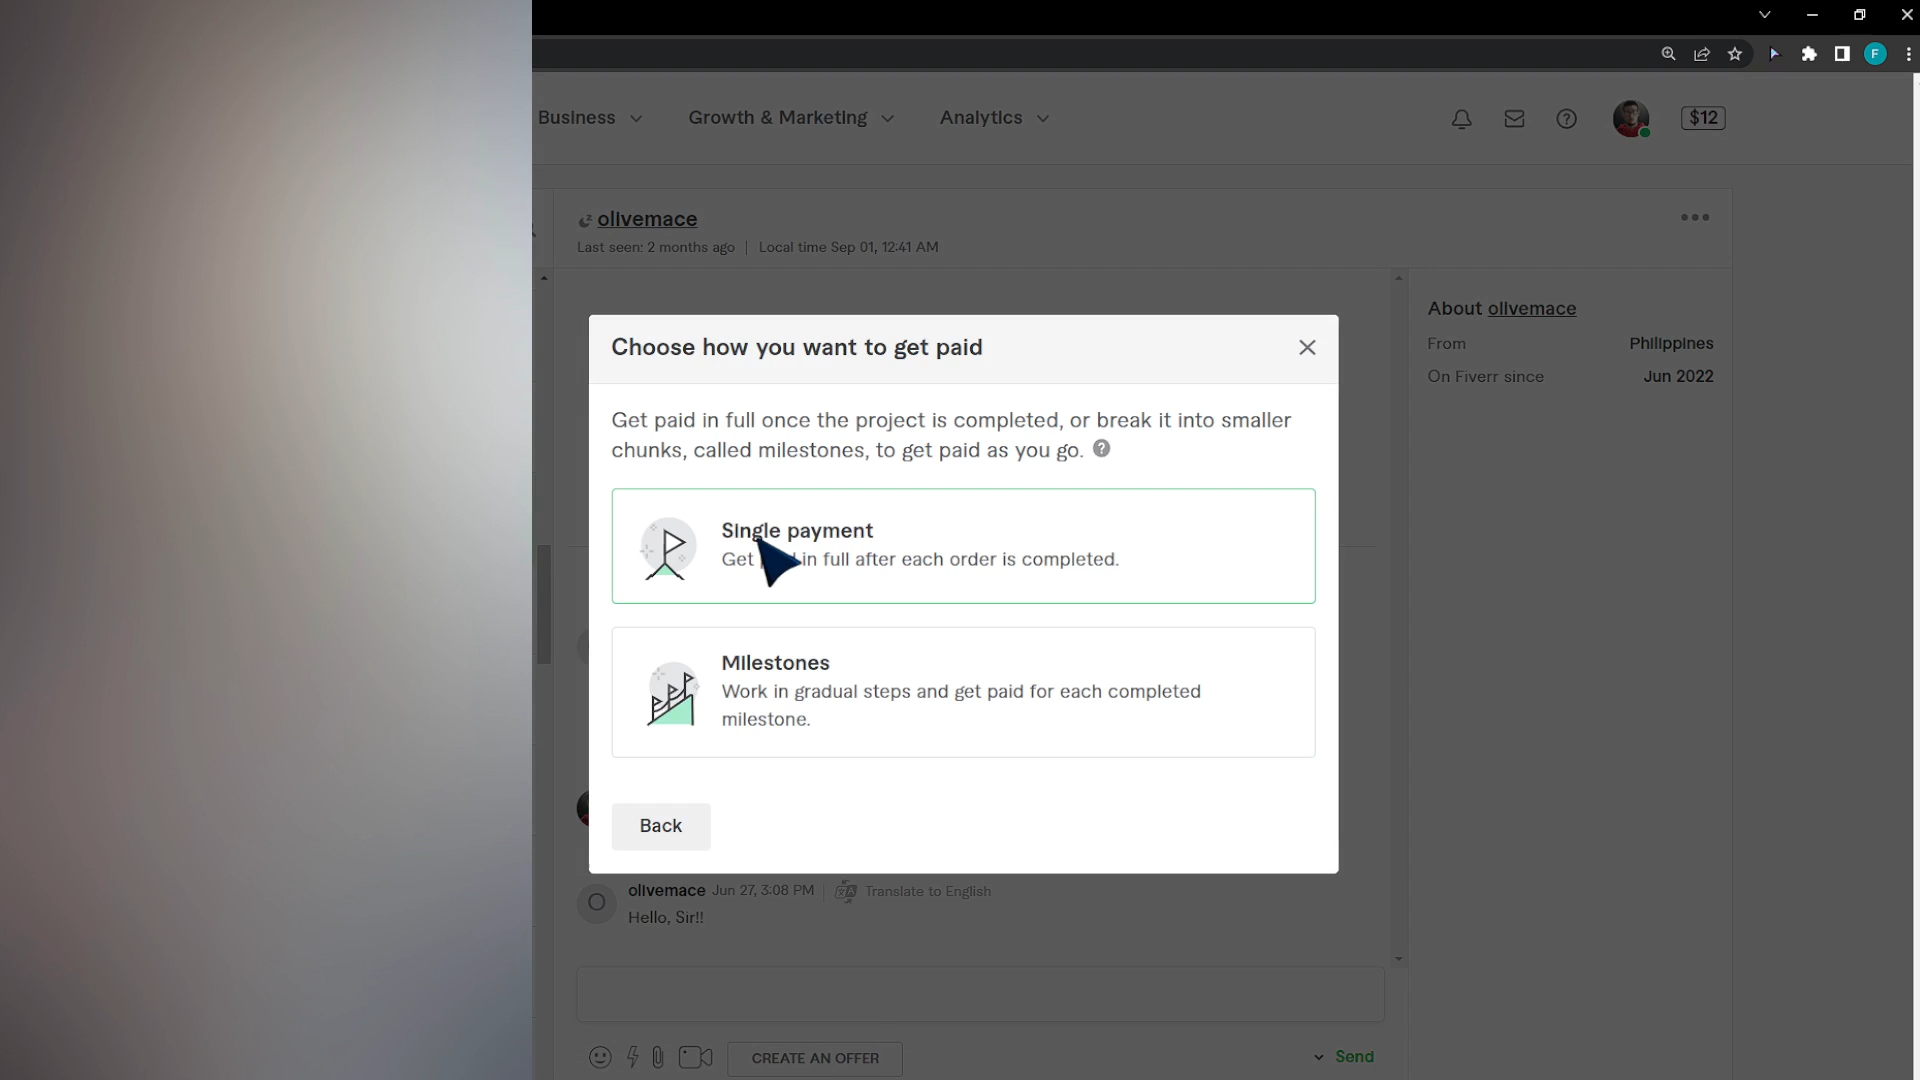 F
Business
Growth & Marketing
Analytics
$12
olivemace
Last seen: 2 months ago | Local time Sep 01, 12:41 AM
About olivemace
From Philippines
On Fiverr since Jun 2022
Choose how you want to get paid
Get paid in full once the project is completed, or break it into smaller
chunks, called milestones, to get paid as you go. ?
Single payment
Get in full after each order is completed.
Milestones
Work in gradual steps and get paid for each completed
milestone.
Back
O
olivemace Jun 27, 3:08 PM | Translate to English
Hello, Sir!!
CREATE AN OFFER
Send